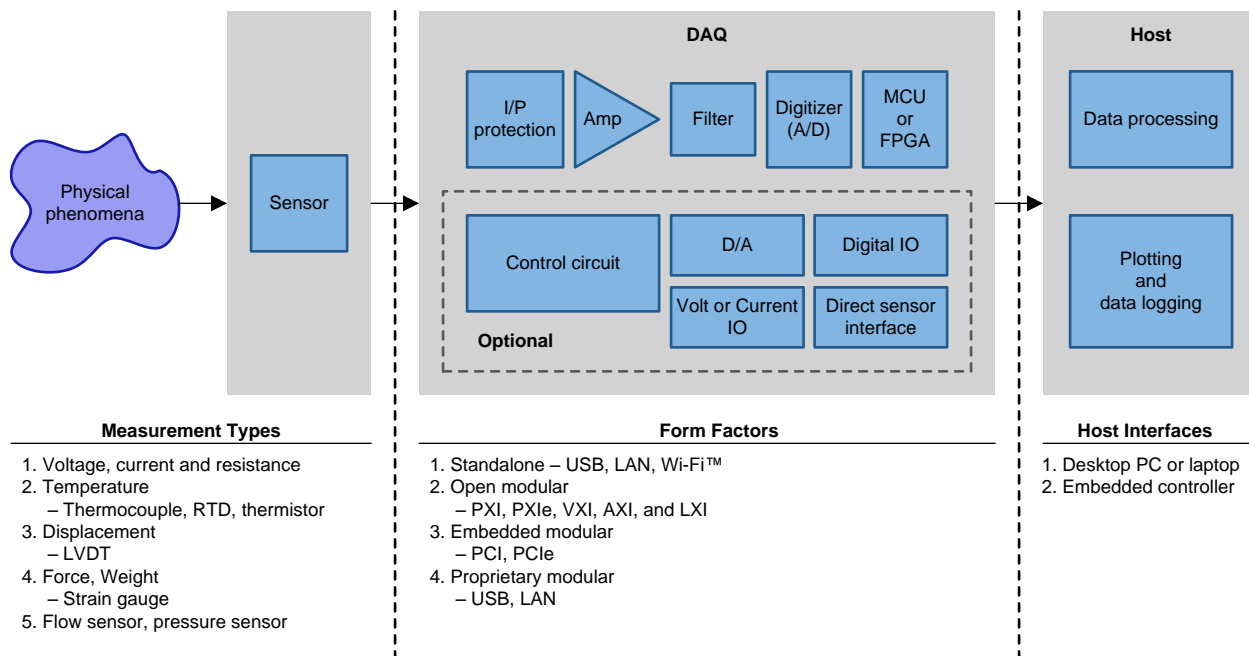 DAQ
Host
Physical
phenomena
Sensor
I/P
protection
Amp
Filter
Digitizer
(A/D)
MCU
or
FPGA
Control circuit
D/A
Digital IO
Volt or Current
IO
Direct sensor
interface
Optional
Data processing
Plotting
and
data logging
Measurement Types
1. Voltage, current and resistance
2. Temperature
– Thermocouple, RTD, thermistor
3. Displacement
– LVDT
4. Force, Weight
– Strain gauge
5. Flow sensor, pressure sensor
Form Factors
1. Standalone – USB, LAN, Wi-Fi™
2. Open modular
– PXI, PXIe, VXI, AXI, and LXI
3. Embedded modular
– PCI, PCIe
4. Proprietary modular
– USB, LAN
Host Interfaces
1. Desktop PC or laptop
2. Embedded controller